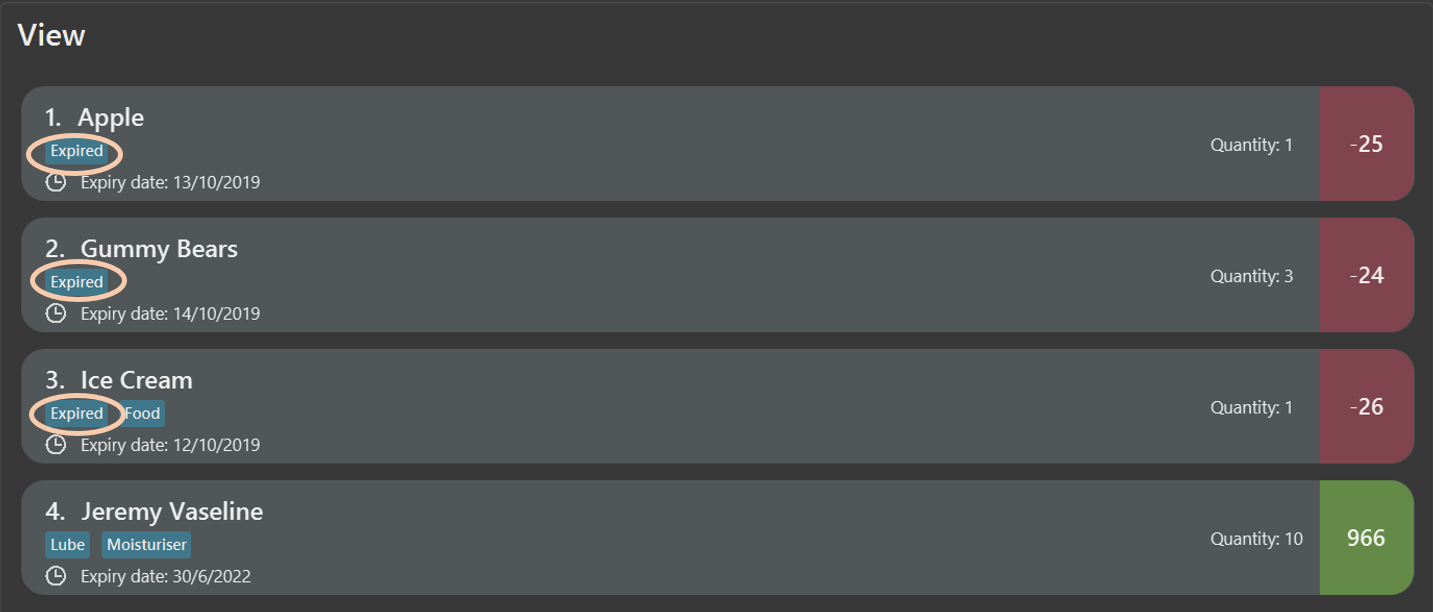 View
1. Apple
Expired
Expiry date: 13/10/2019
Quantity: 1
-25
2. Gummy Bears
Expired
Expiry date: 14/10/2019
Quantity: 3
-24
3. Ice Cream
Expired Food
Expiry date: 12/10/2019
Quantity: 1
-26
4. Jeremy Vaseline
Lube Moisturiser
Expiry date: 30/6/2022
Quantity: 10
966